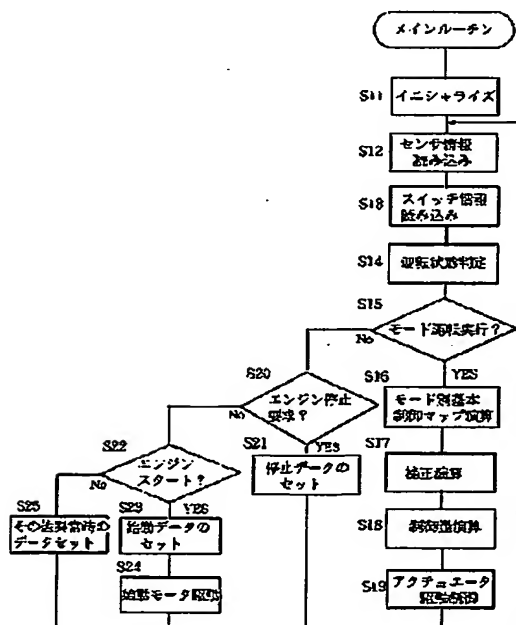 メインルーチン
S11
イニシャライズ
S12
センサ情報
読み込み
S13
スイッチ情報
読み込み
S14
運転状態判定
S15
モード運転実行？
No
YES
S16
モード別基本
制御マップ演算
S17
補正演算
S18
制御量演算
S19
アクチュエータ
駆動制御
S20
エンジン停止
要求？
No
YES
S21
停止データの
セット
S22
エンジン
スタート？
No
YES
S23
始動データの
セット
S24
始動モータ駆動
S25
その他異常時の
データセット